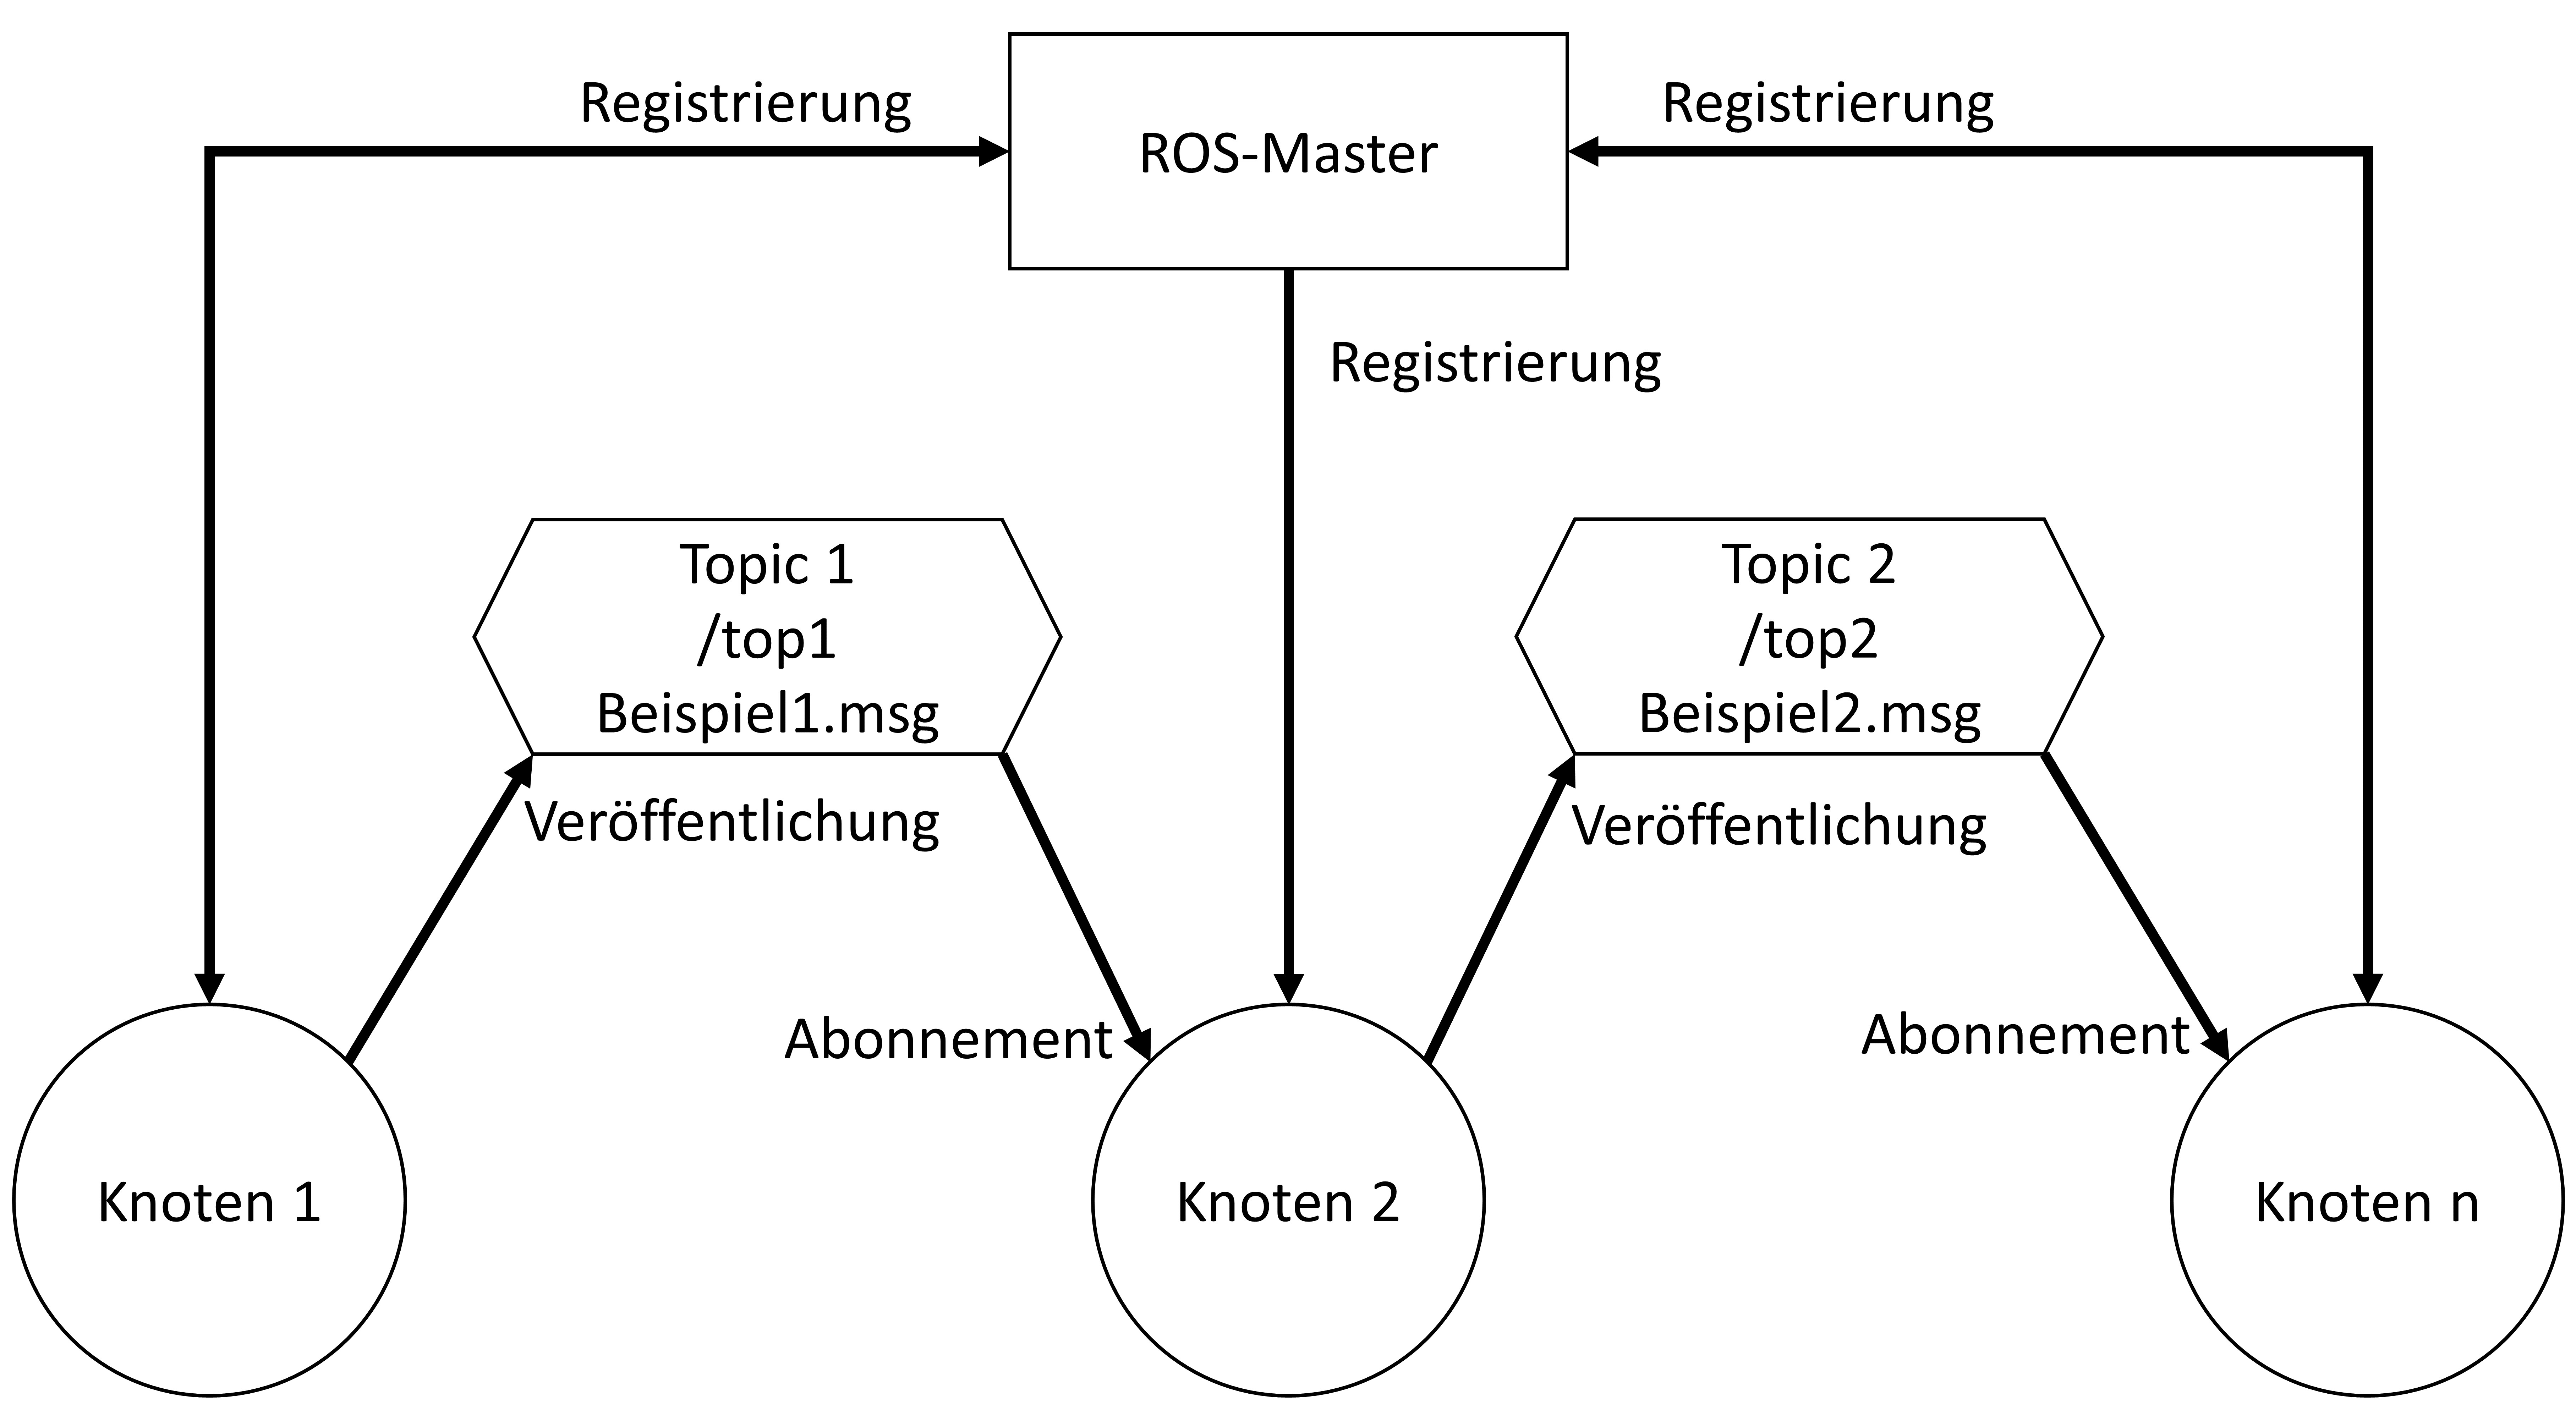 Registrierung
ROS-Master
Registrierung
Registrierung
Topic 1
/top1
Beispiel1.msg
Topic 2
/top2
Beispiel2.msg
Veröffentlichung
Veröffentlichung
Abonnement
Abonnement
Knoten 1
Knoten 2
Knoten n